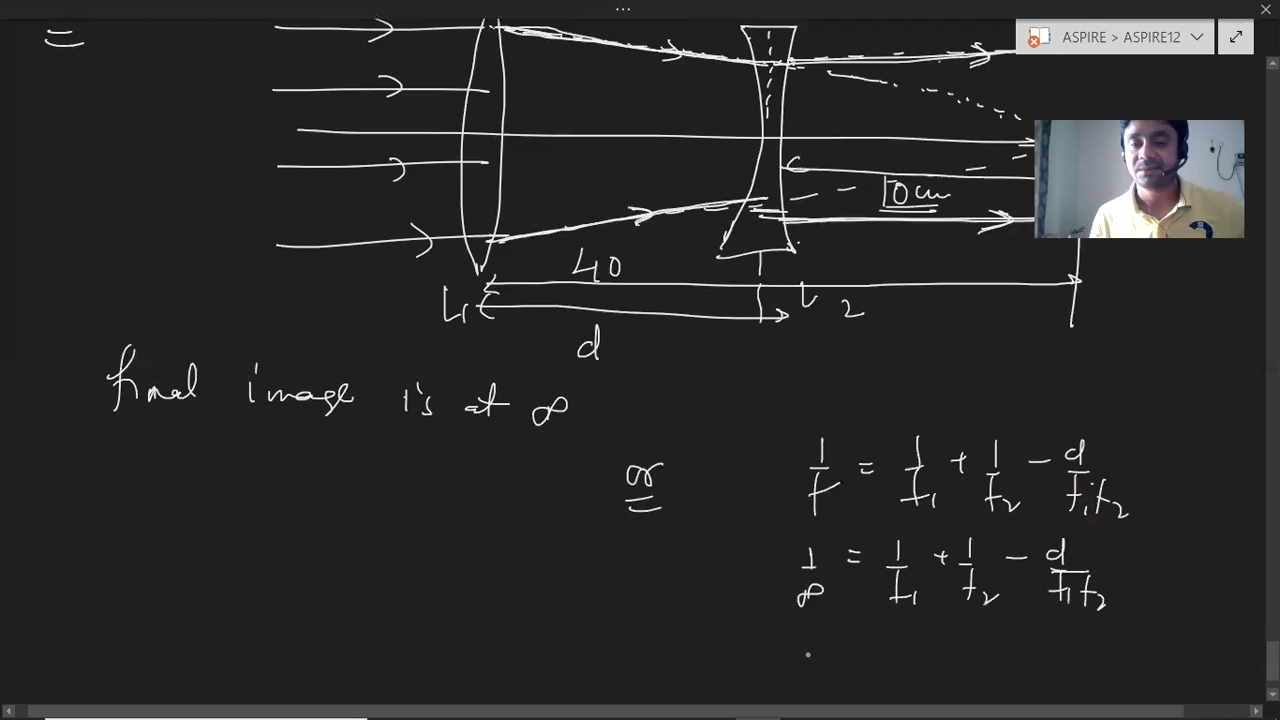 ASPIRE > ASPIRE12
10cm
40
L1
L2
d
final image is at ∞
or
1/f = 1/f1 + 1/f2 - d/f1f2
1/∞ = 1/f1 + 1/f2 - d/f1f2